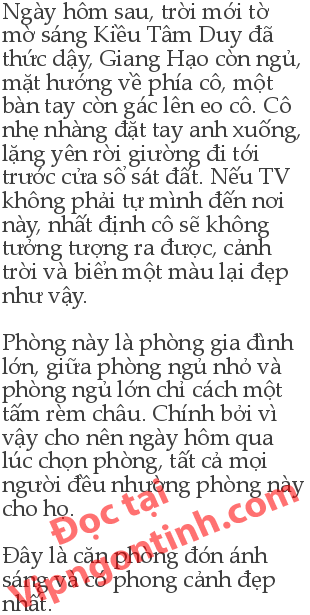 Ngày hôm sau, trời mới tờ
mờ sáng Kiều Tâm Duy đã
thức dậy, Giang Hạo còn ngủ,
mặt hướng về phía cô, một
bàn tay còn gác lên eo cô. Cô
nhẹ nhàng đặt tay anh xuống,
lặng yên rời giường đi tới
trước cửa sổ sát đất. Nếu TV
không phải tự mình đến nơi
này, nhất định cô sẽ không
tưởng tượng ra được, cảnh
trời và biển một màu lại đẹp
như vậy.
Phòng này là phòng gia đình
lớn, giữa phòng ngủ nhỏ và
phòng ngủ lớn chỉ cách một
tấm rèm châu. Chính bởi vì
vậy cho nên ngày hôm qua
lúc chọn phòng, tất cả mọi
người đều nhường phòng này
cho họ.
Đây là căn phòng đón ánh
sáng và có phong cảnh đẹp
nhất.
Đọc tại
Vipngontinh.com